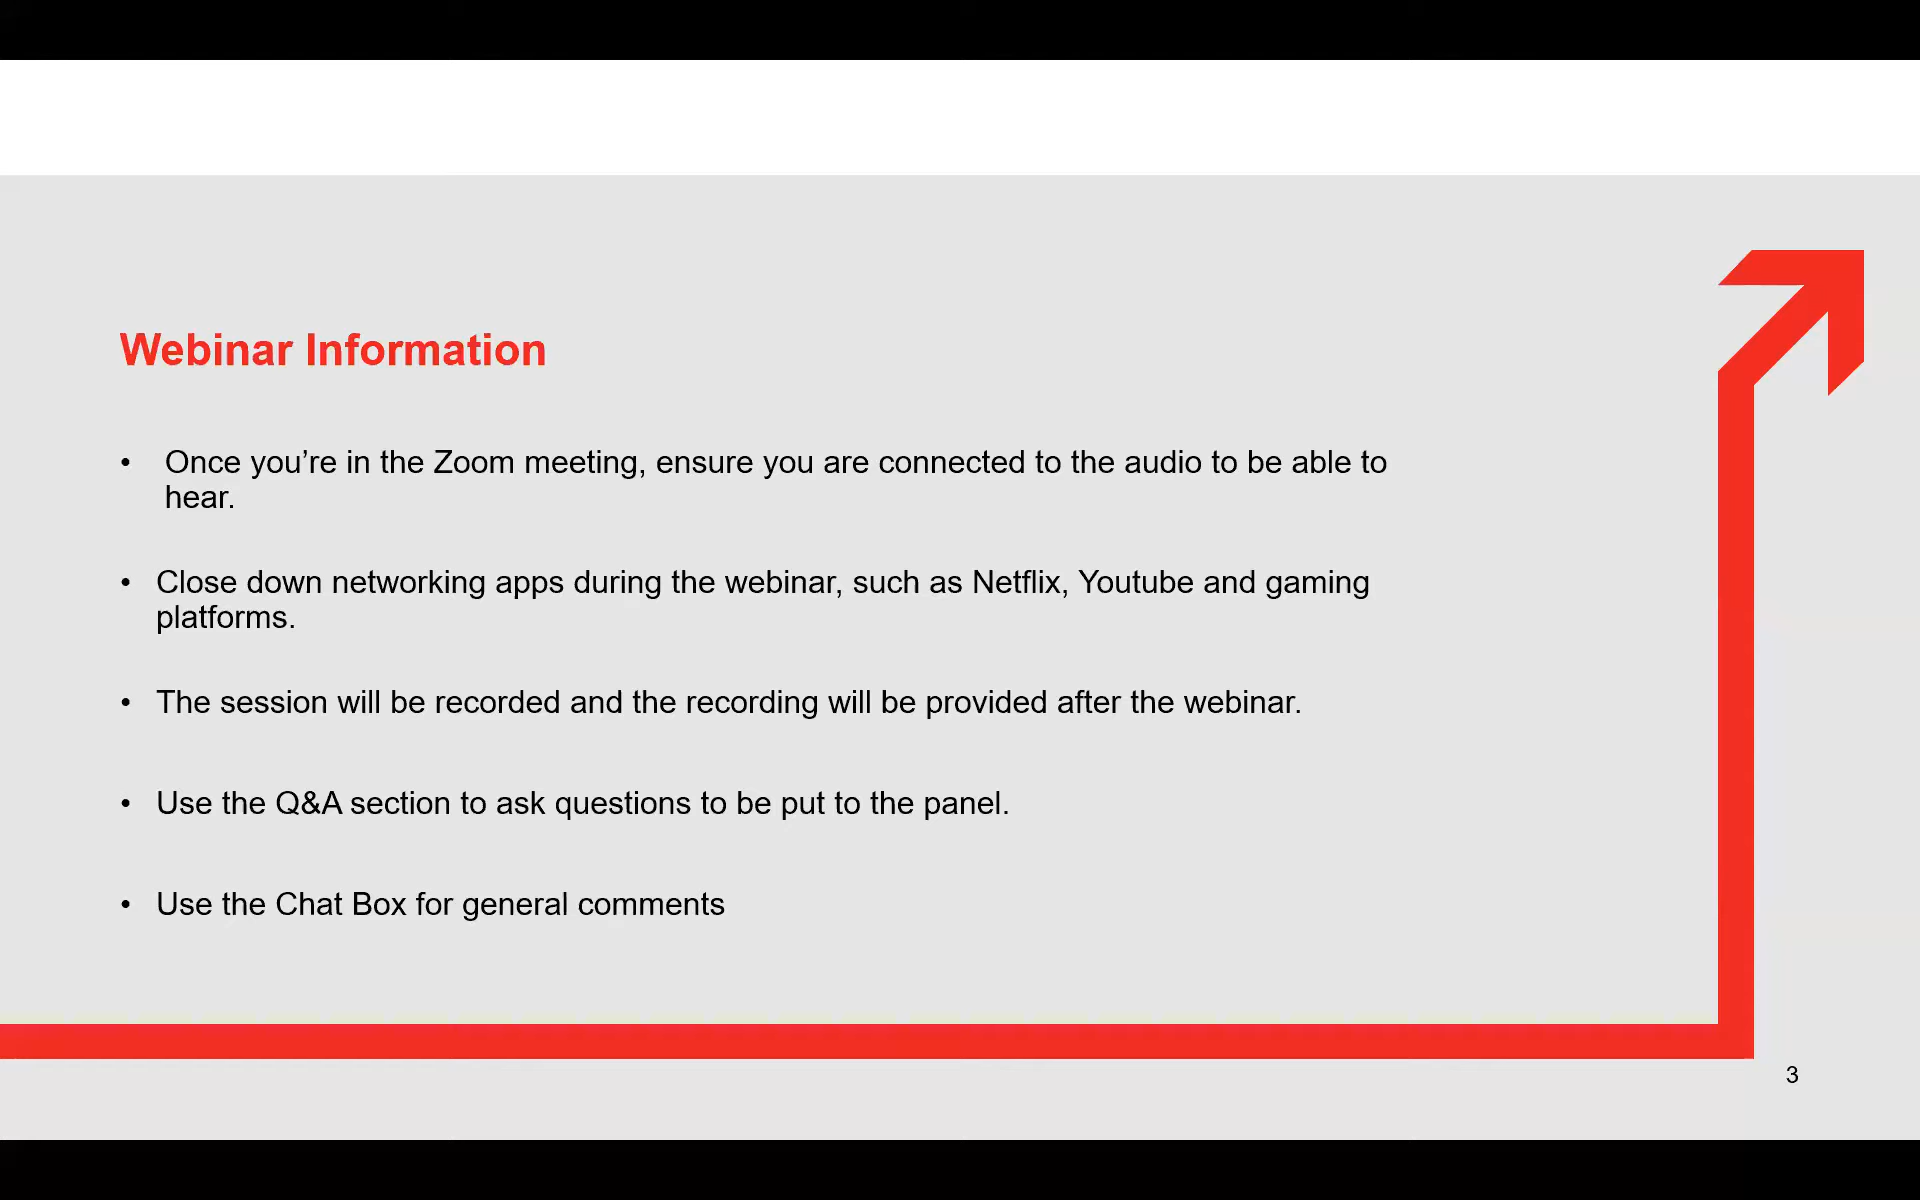 Webinar Information
• Once you’re in the Zoom meeting, ensure you are connected to the audio to be able to
hear.
• Close down networking apps during the webinar, such as Netflix, Youtube and gaming
platforms.
• The session will be recorded and the recording will be provided after the webinar.
• Use the Q&A section to ask questions to be put to the panel.
• Use the Chat Box for general comments
3